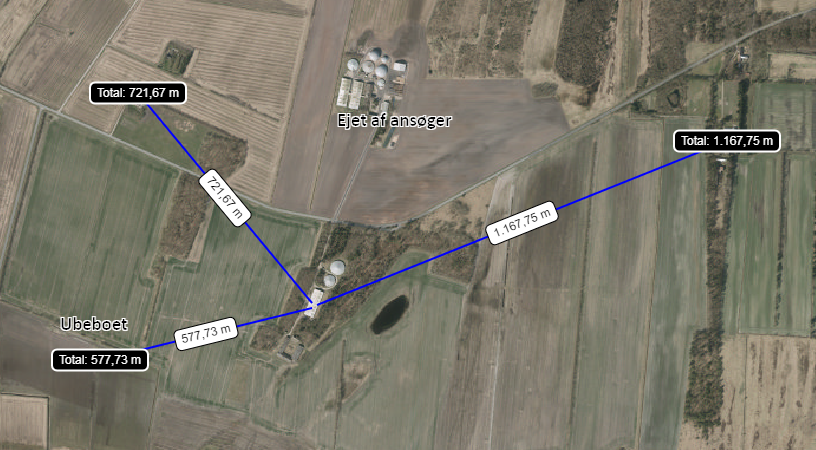 Total: 721,67 m
Ejet af ansøger
Total: 1.167,75 m
721,67 m
1.167,75 m
Ubeboet
577,73 m
Total: 577,73 m